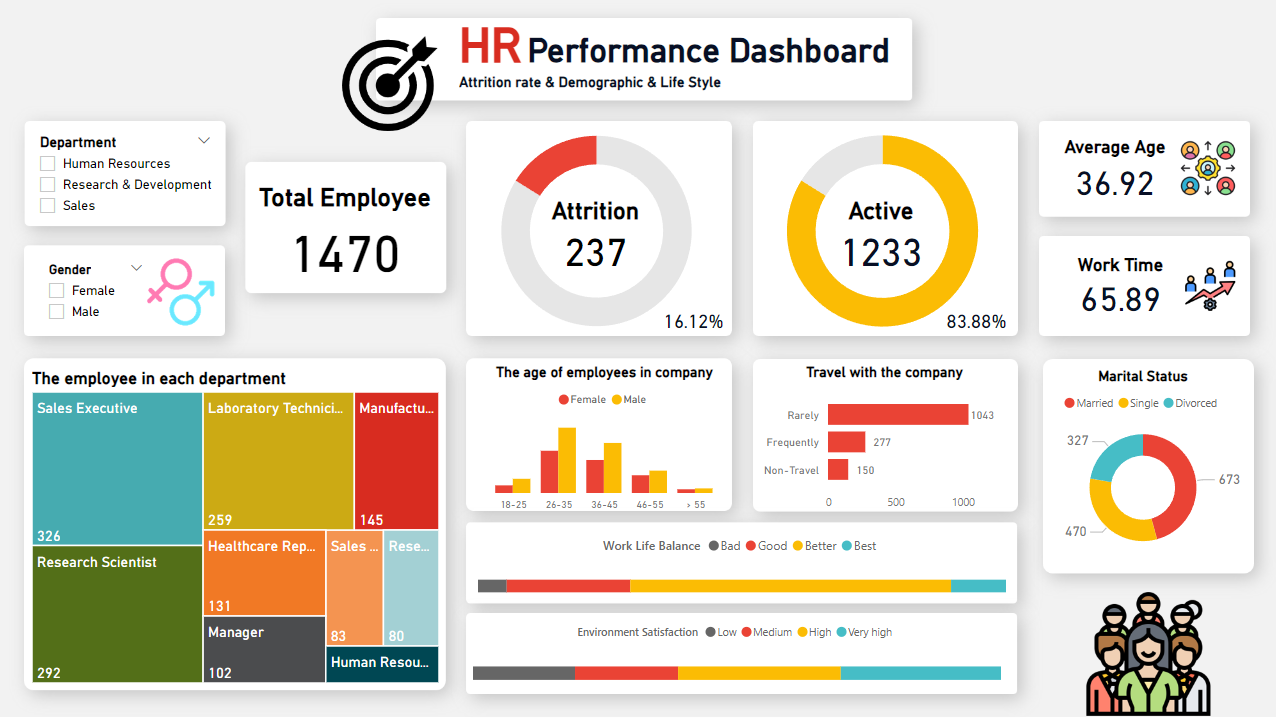 HR Performance Dashboard
Attrition rate & Demographic & Life Style
Department
Human Resources
Research & Development
Sales
Gender
Female
Male
Total Employee
1470
Attrition
237
16.12%
Active
1233
83.88%
Average Age
36.92
Work Time
65.89
The employee in each department
Sales Executive
326
Research Scientist
292
Laboratory Technici...
259
Manufactu...
145
Healthcare Rep...
131
Manager
102
Sales ...
83
Rese...
80
Human Resou...
The age of employees in company
Female Male
18-25 26-35 36-45 46-55 > 55
Travel with the company
Rarely 1043
Frequently 277
Non-Travel 150
0 500 1000
Marital Status
Married Single Divorced
327
673
470
Work Life Balance Bad Good Better Best
Environment Satisfaction Low Medium High Very high